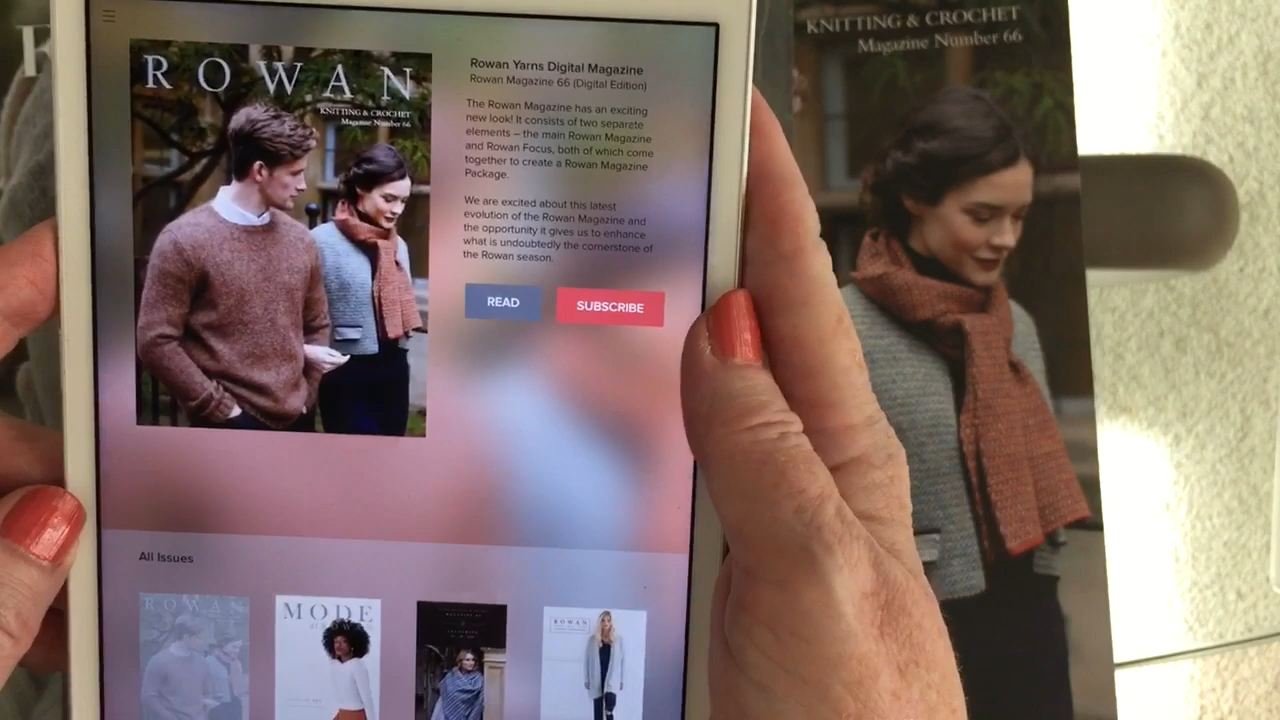 ROWAN
KNITTING & CROCHET
Magazine Number 66
Rowan Yarns Digital Magazine
Rowan Magazine 66 (Digital Edition)
The Rowan Magazine has an exciting
new look! It consists of two separate
elements – the main Rowan Magazine
and Rowan Focus, both of which come
together to create a Rowan Magazine
Package.
We are excited about this latest
evolution of the Rowan Magazine and
the opportunity it gives us to enhance
what is undoubtedly the cornerstone of
the Rowan season.
READ
SUBSCRIBE
All Issues
ROWAN
MODE
ROWAN
KNITTING & CROCHET
Magazine Number 66